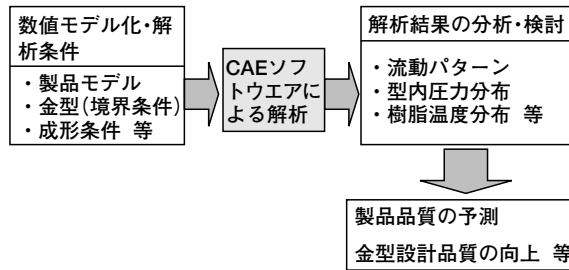 数値モデル化・解
析条件
・製品モデル
・金型(境界条件)
・成形条件 等
CAEソフ
トウエアに
よる解析
解析結果の分析・検討
・流動パターン
・型内圧力分布
・樹脂温度分布 等
製品品質の予測
金型設計品質の向上 等